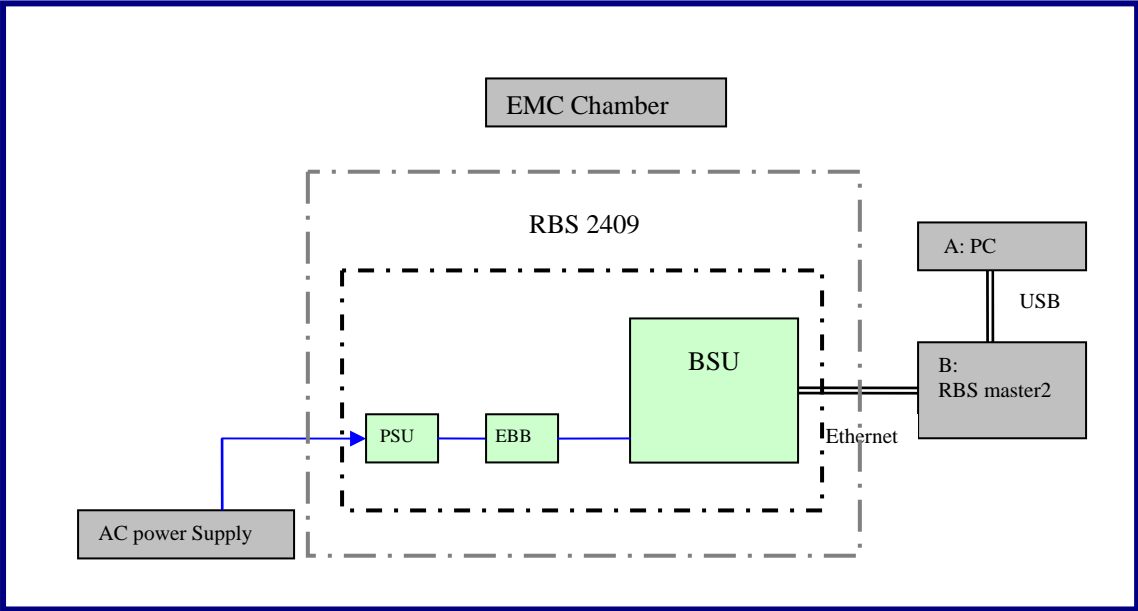 EMC Chamber
RBS 2409
A: PC
USB
BSU
B:
RBS master2
PSU
EBB
Ethernet
AC power Supply